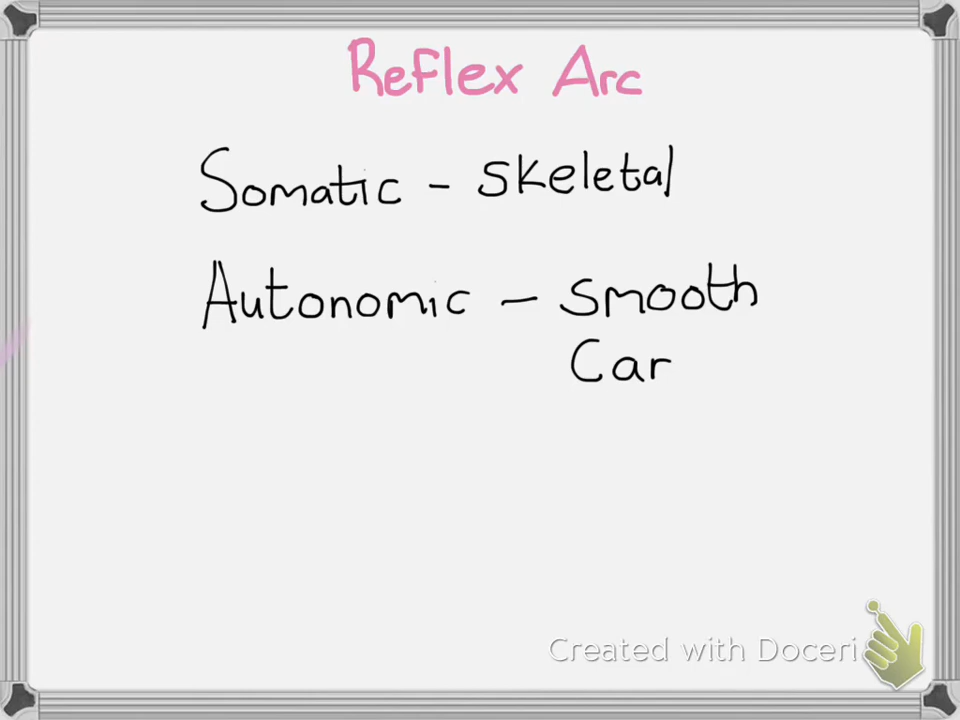 Reflex Arc
Somatic - skeletal
Autonomic - smooth
Car
Created with Doceri